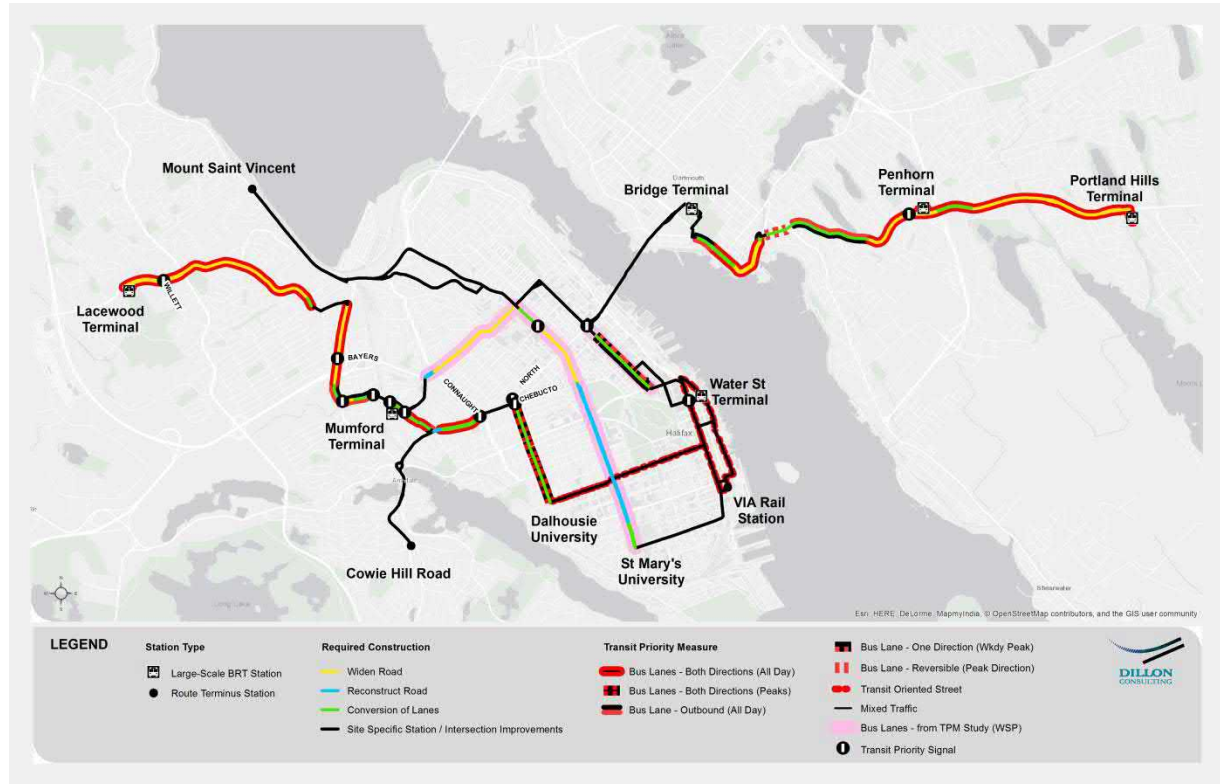 Mount Saint Vincent
Dartmouth
Bridge Terminal
Penhorn
Terminal
Portland Hills
Terminal
WILLETT
Lacewood
Terminal
BAYERS
NORTH
CONNAUGHT
CHEBUCTO
Water St
Terminal
Mumford
Terminal
Halifax
VIA Rail
Station
Dalhousie
University
St Mary's
University
Cowie Hill Road
Esri, HERE, DeLorme, MapmyIndia, © OpenStreetMap contributors, and the GIS user community
LEGEND
Station Type
Large-Scale BRT Station
Route Terminus Station
Required Construction
Widen Road
Reconstruct Road
Conversion of Lanes
Site Specific Station / Intersection Improvements
Transit Priority Measure
Bus Lanes - Both Directions (All Day)
Bus Lanes - Both Directions (Peaks)
Bus Lane - Outbound (All Day)
Bus Lane - One Direction (Wkdy Peak)
Bus Lane - Reversible (Peak Direction)
Transit Oriented Street
Mixed Traffic
Bus Lanes - from TPM Study (WSP)
Transit Priority Signal
DILLON
CONSULTING